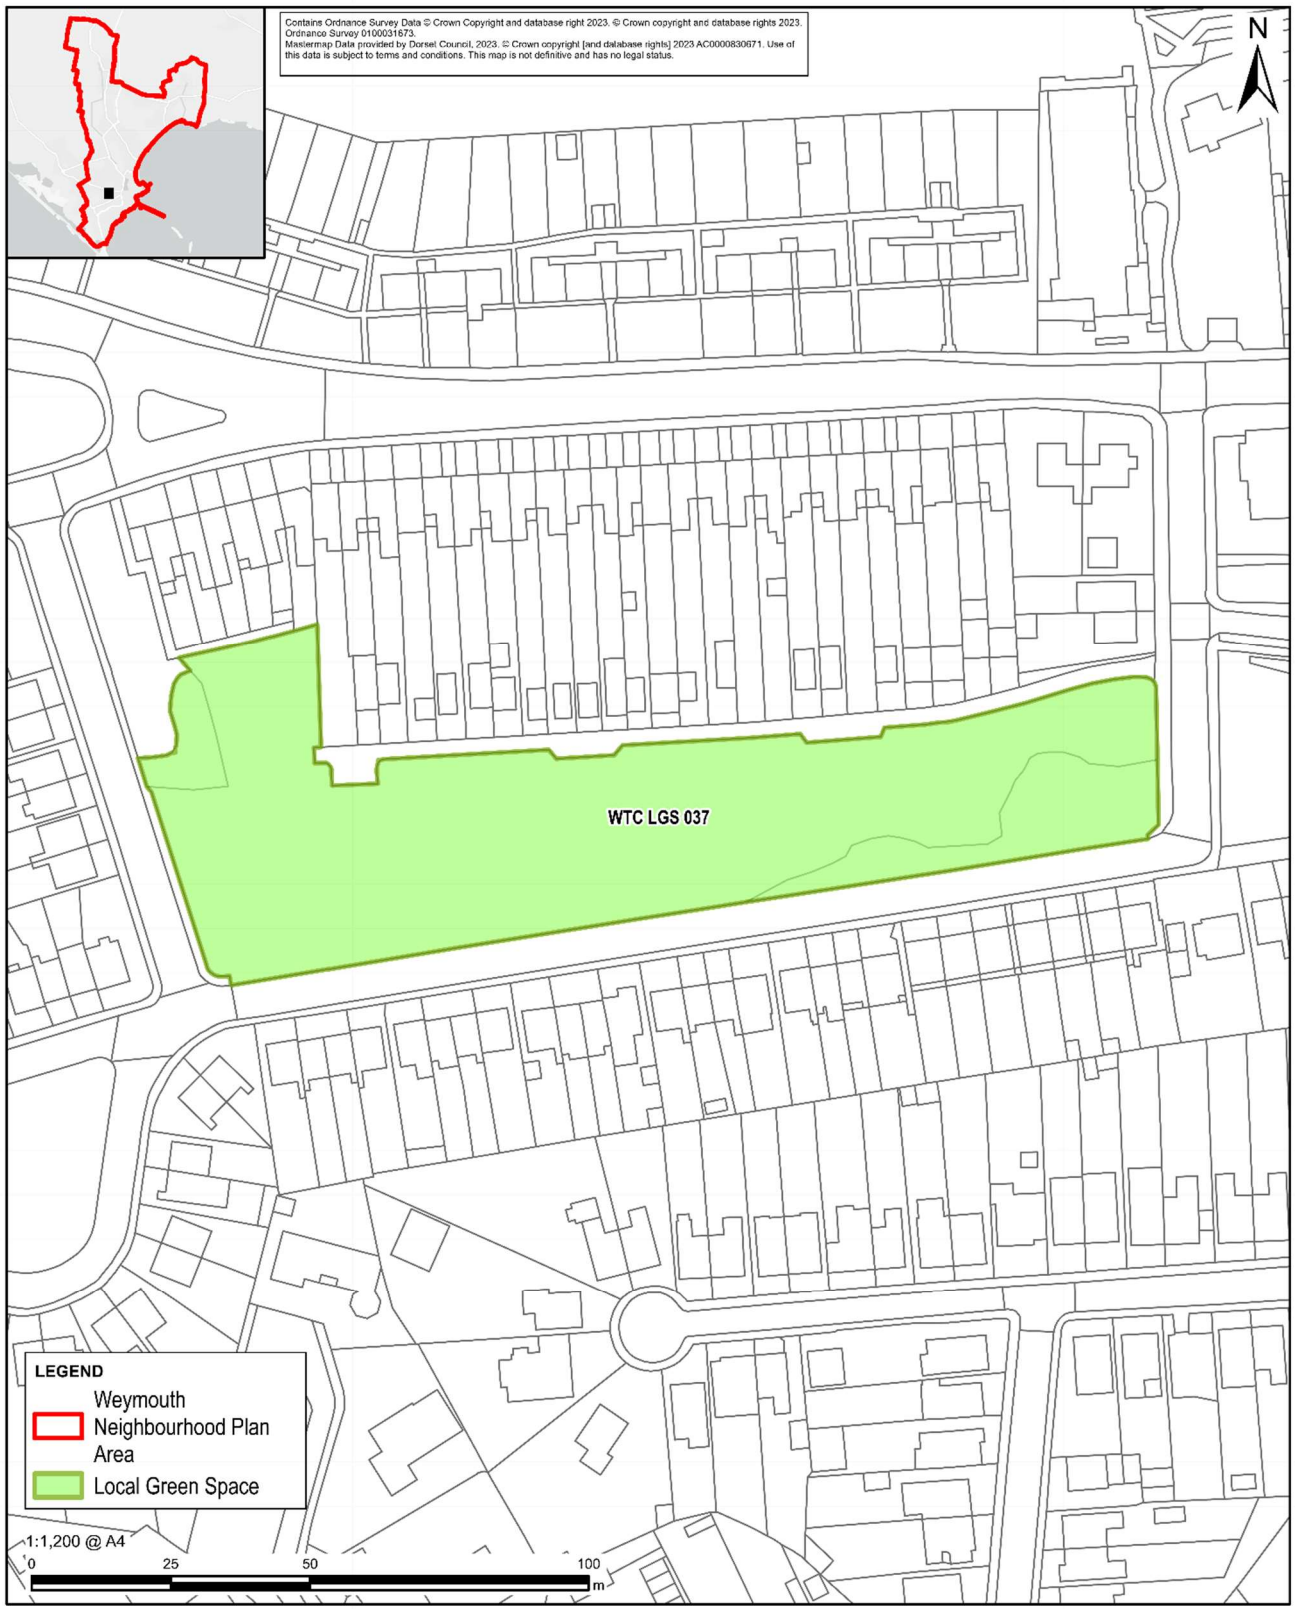 Contains Ordnance Survey Data © Crown Copyright and database right 2023. © Crown copyright and database rights 2023.
Ordnance Survey 0100031673.
Mastermap Data provided by Dorset Council, 2023. © Crown copyright [and database rights] 2023 AC0000830671. Use of
this data is subject to terms and conditions. This map is not definitive and has no legal status.
N
WTC LGS 037
LEGEND
Weymouth
Neighbourhood Plan
Area
Local Green Space
1:1,200 @ A4
0 25 50 100
m